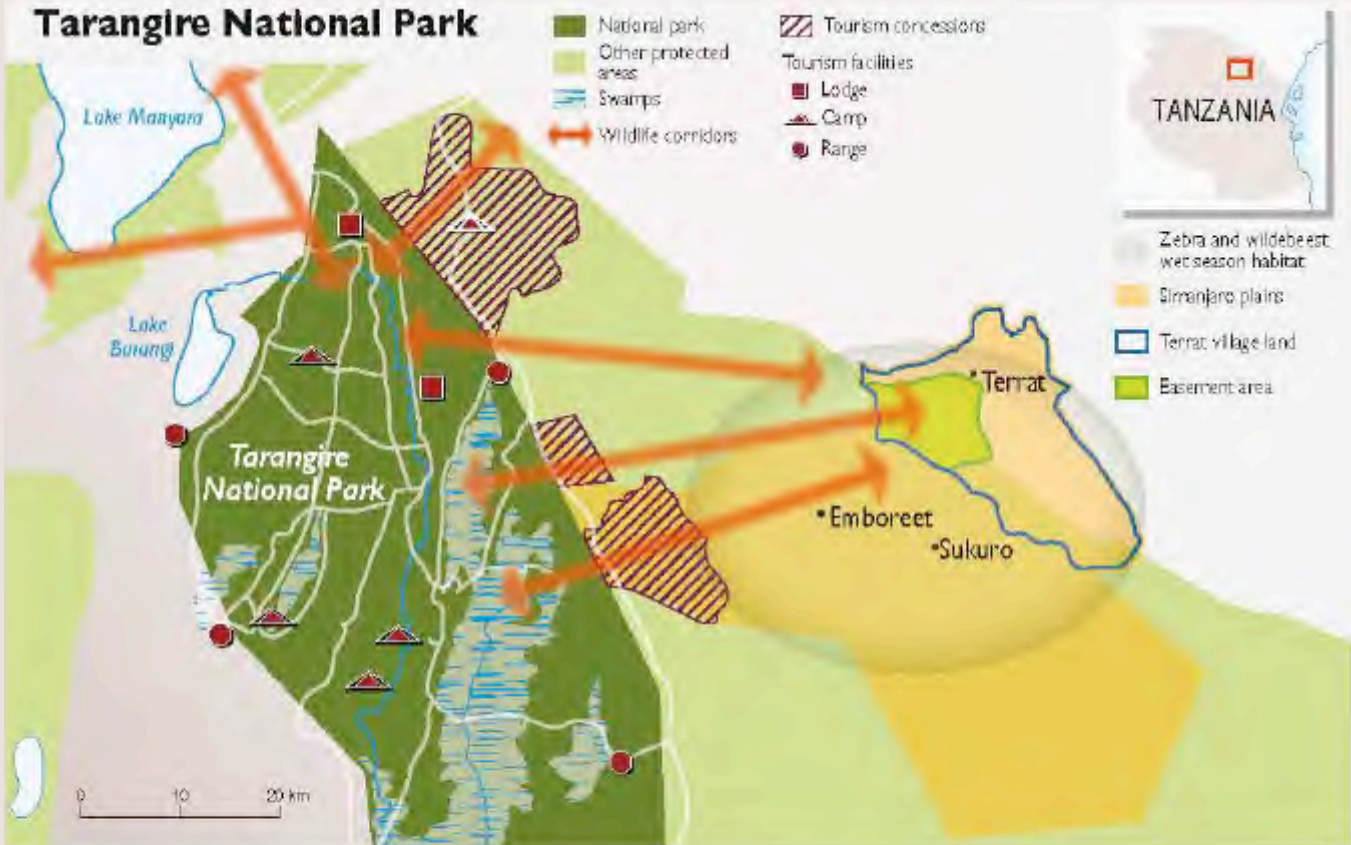 Tarangire National Park
National park
Other protected
areas
Swamps
Wildlife corridors
Tourism concessions
Tourism facilities
Lodge
Camp
Range
TANZANIA
Zebra and wildebeest
wet season habitat
Simanjaro plains
Terrat village land
Easement area
Lake Manyara
Lake
Burungi
Tarangire
National Park
Terrat
Emboreet
Sukuro
0 10 20 km